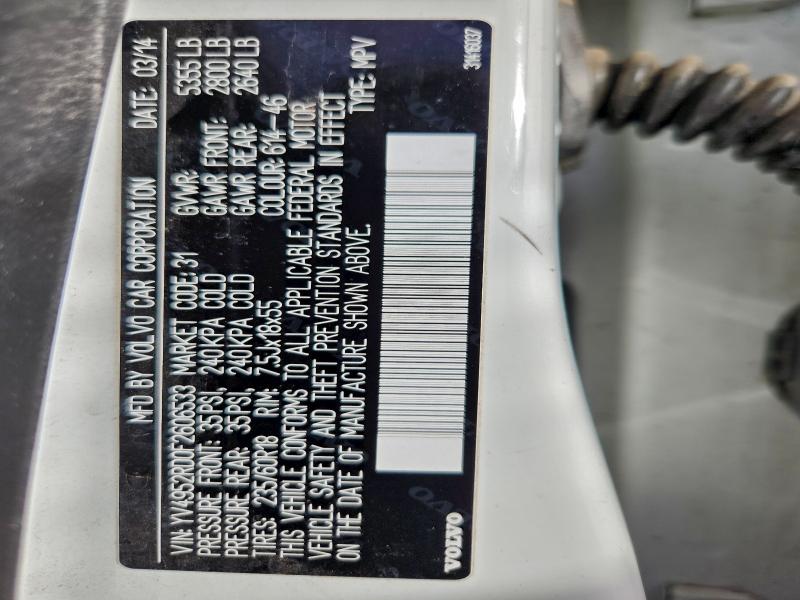 MFD BY VOLVO CAR CORPORATION DATE: 03/14
VIN: YV4952RD0F2606533 MARKET CODE: 31 GVWR: 5355 LB
PRESSURE FRONT: 35PSI, 240KPA COLD GAWR FRONT: 2800 LB
PRESSURE REAR: 35PSI, 240KPA COLD GAWR REAR: 2640 LB
TIRES: 235/60R18 RIM: 7.5Jx18x55 COLOUR: 614-46
THIS VEHICLE CONFORMS TO ALL APPLICABLE FEDERAL MOTOR
VEHICLE SAFETY AND THEFT PREVENTION STANDARDS IN EFFECT
ON THE DATE OF MANUFACTURE SHOWN ABOVE. TYPE: MPV
VOLVO 31416037